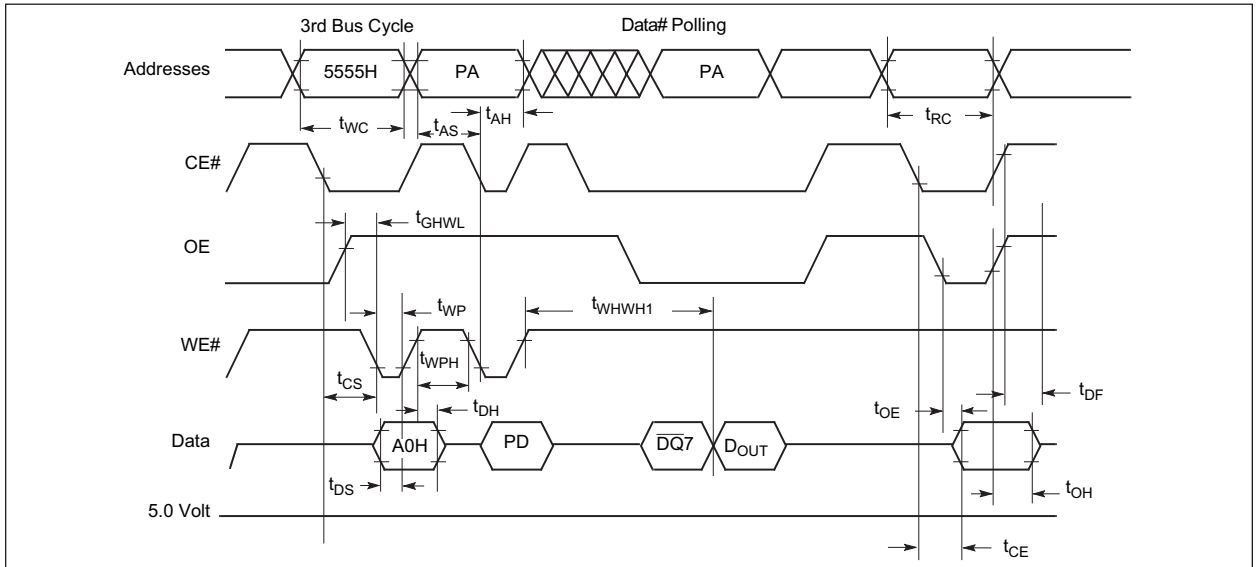 3rd Bus Cycle Data# Polling
Addresses 5555H PA PA
tWC tAS tAH tRC
CE#
tGHWL
OE
tWP tWHWH1
WE#
tWPH
tCS tDH tOE tDF
Data A0H PD DQ7 DOUT
tDS tOH
5.0 Volt
tCE